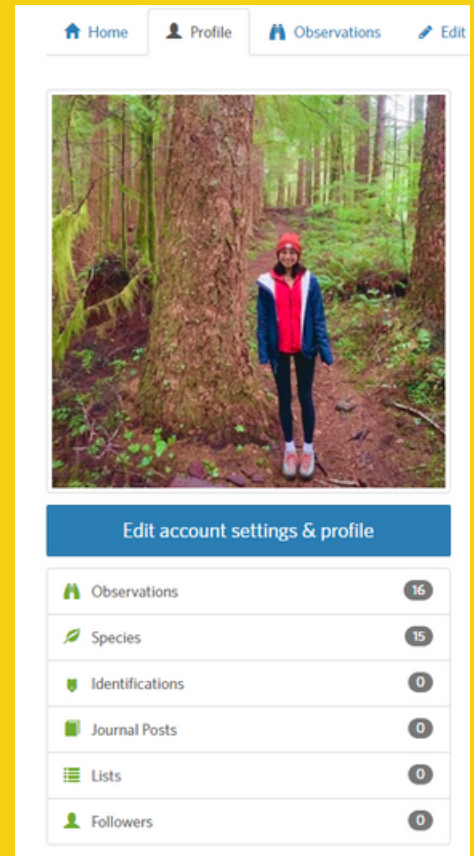 Home Profile Observations Edit
Edit account settings & profile
Observations 16
Species 15
Identifications 0
Journal Posts 0
Lists 0
Followers 0